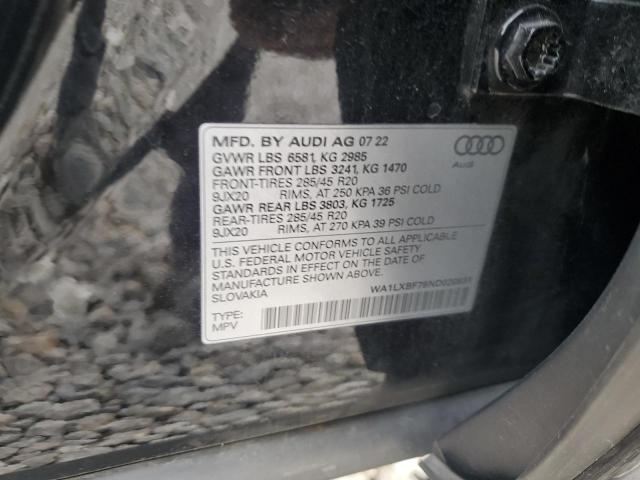 MFD. BY AUDI AG 07 22
GVWR LBS 6581, KG 2985
GAWR FRONT LBS 3241, KG 1470
FRONT-TIRES 285/45 R20
9JX20 RIMS, AT 250 KPA 36 PSI COLD
GAWR REAR LBS 3803, KG 1725
REAR-TIRES 285/45 R20
9JX20 RIMS, AT 270 KPA 39 PSI COLD
THIS VEHICLE CONFORMS TO ALL APPLICABLE
U.S. FEDERAL MOTOR VEHICLE SAFETY
STANDARDS IN EFFECT ON THE DATE OF
MANUFACTURE SHOWN ABOVE.
SLOVAKIA
TYPE:
MPV
Audi